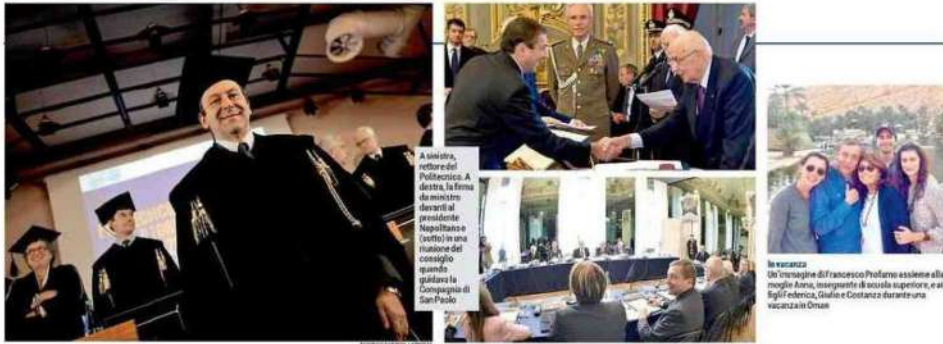 A sinistra,
rettore del
Politecnico. A
destra, la firma
da ministro
davanti al
presidente
Napolitano e
(sotto) in una
riunione del
consiglio
quando
guidava la
Compagnia di
San Paolo
In vacanza
Un'immagine di Francesco Profumo assieme alla
moglie Anna, insegnante di scuola superiore, e ai
figli Federica, Giulio e Costanza durante una
vacanza in Oman